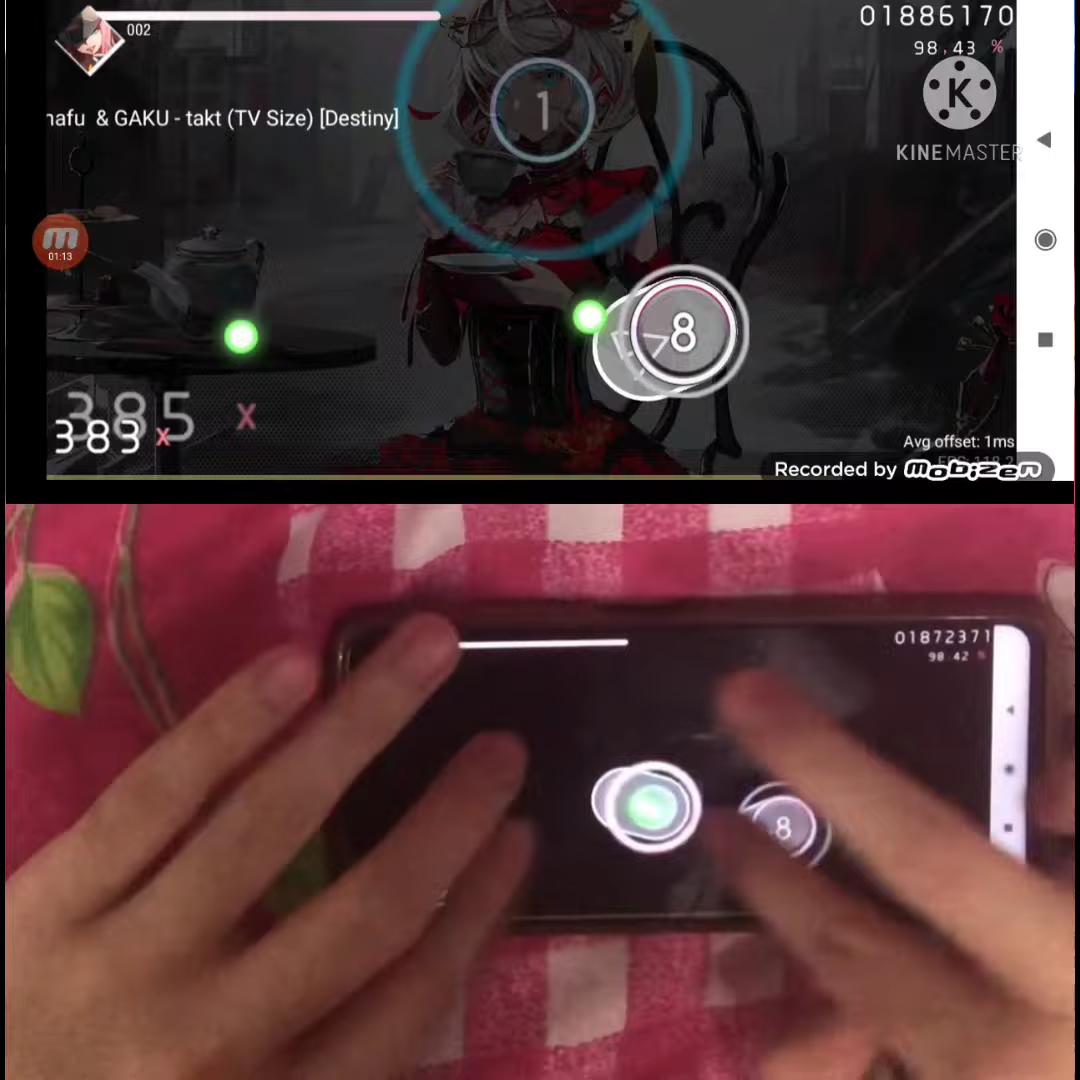 002
01886170
98.43 %
nafu & GAKU - takt (TV Size) [Destiny]
1
K
KINEMASTER
m
01:13
8
385 x
383 x
Avg offset: 1ms
Recorded by mobizen
01872371
98.42 %
8